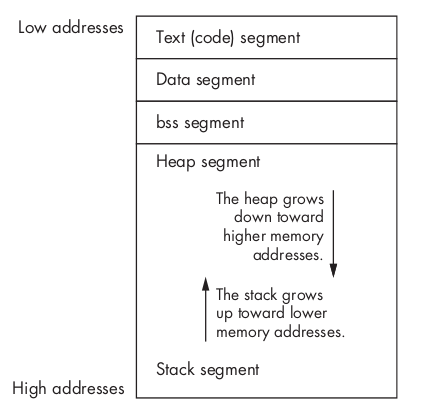 Low addresses
Text (code) segment
Data segment
bss segment
Heap segment
The heap grows
down toward
higher memory
addresses.
The stack grows
up toward lower
memory addresses.
Stack segment
High addresses